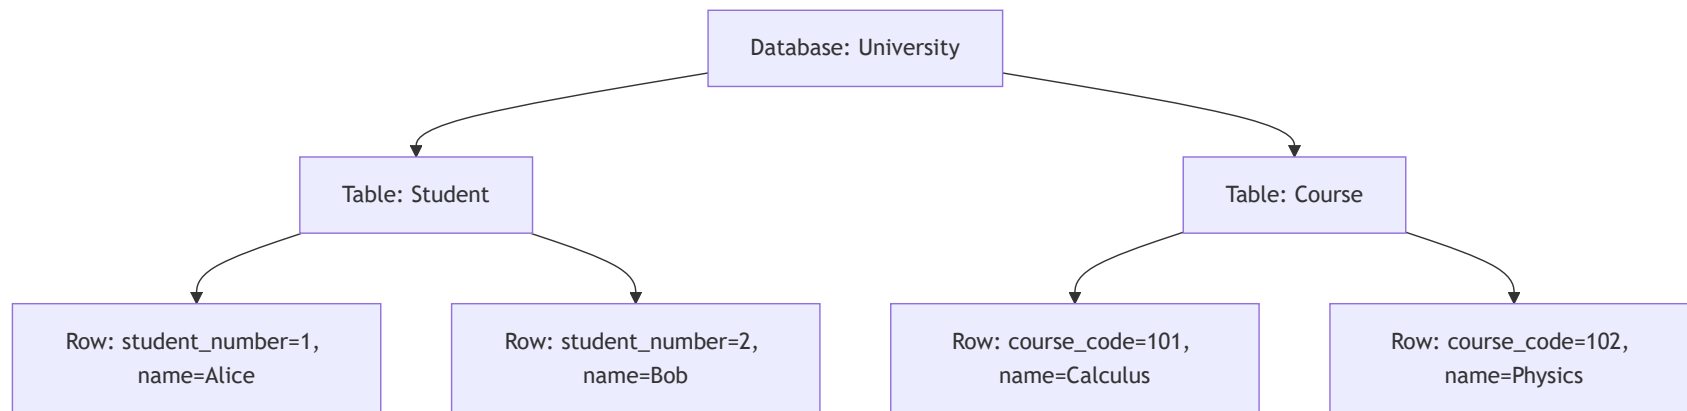 Database: University
Table: Student
Table: Course
Row: student_number=1,
name=Alice
Row: student_number=2,
name=Bob
Row: course_code=101,
name=Calculus
Row: course_code=102,
name=Physics